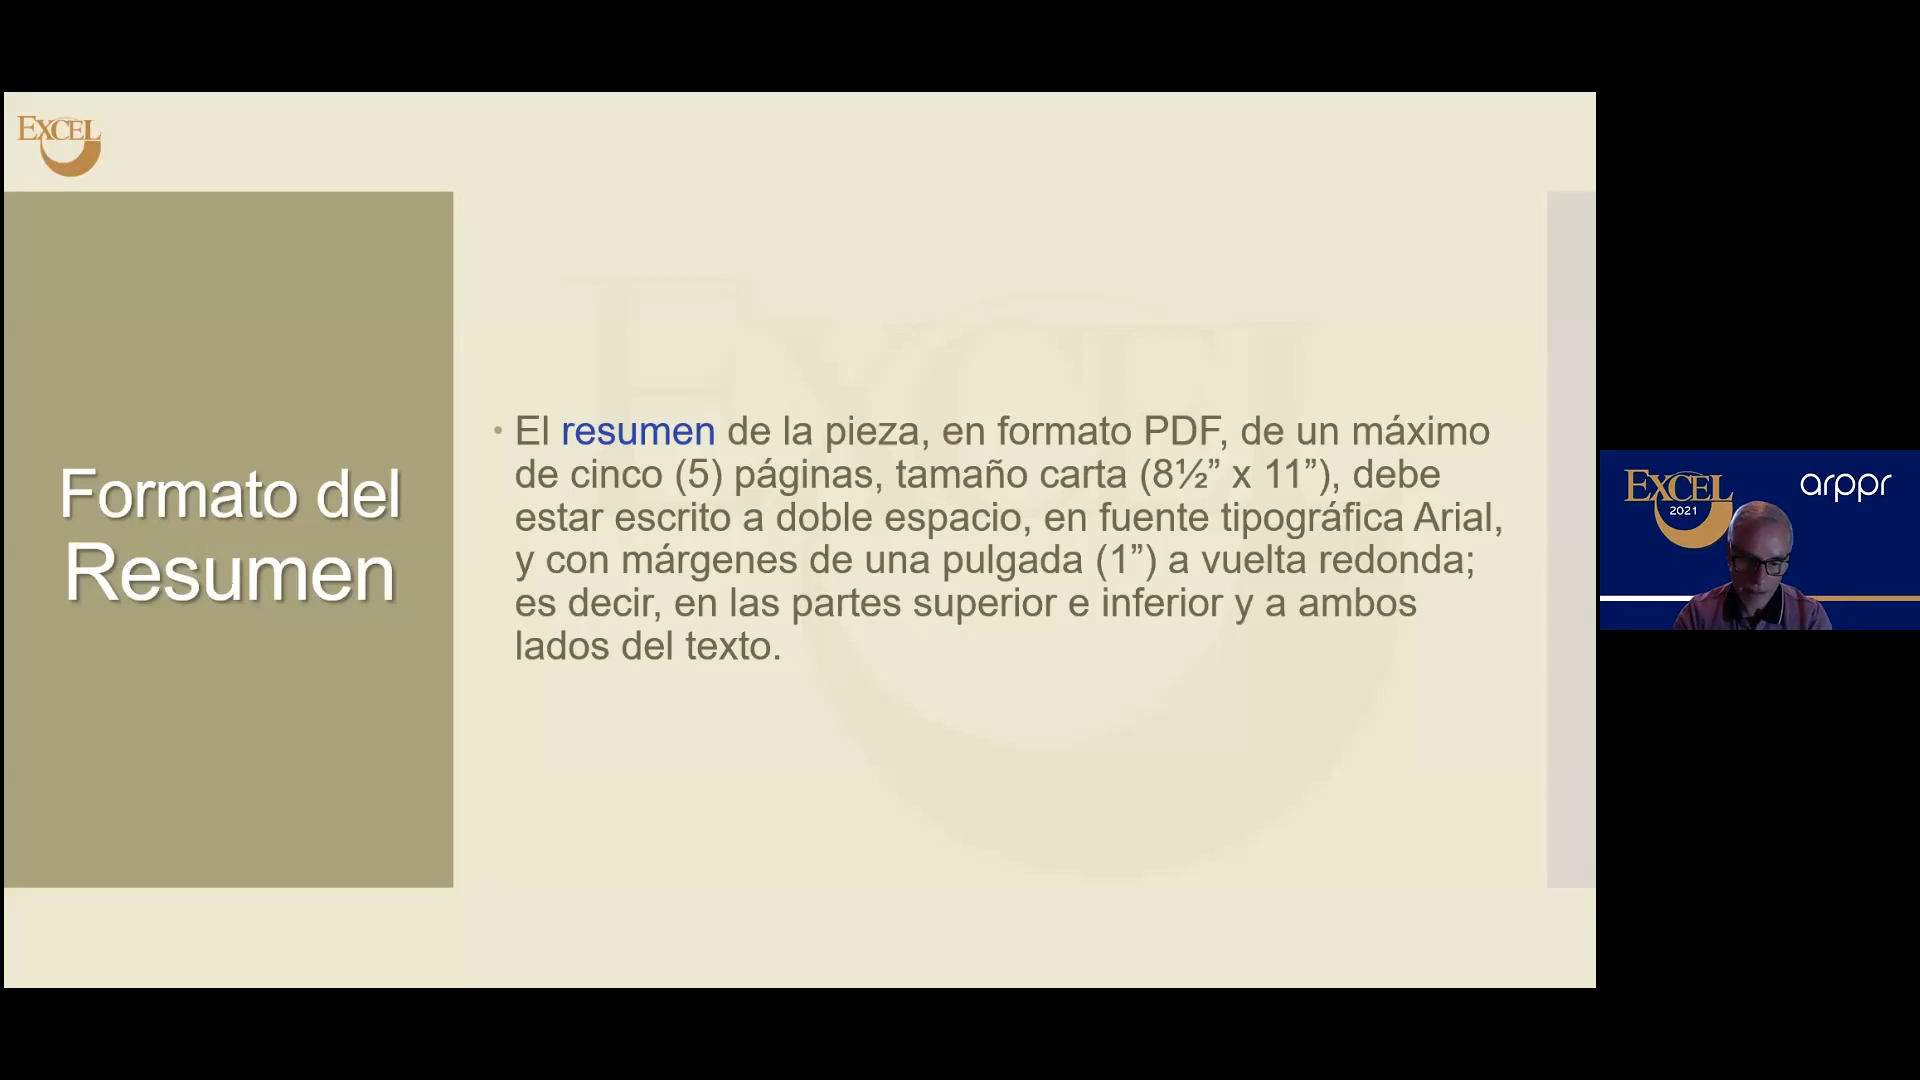 EXCEL
Formato del
Resumen
• El resumen de la pieza, en formato PDF, de un máximo
de cinco (5) páginas, tamaño carta (8½” x 11”), debe
estar escrito a doble espacio, en fuente tipográfica Arial,
y con márgenes de una pulgada (1”) a vuelta redonda;
es decir, en las partes superior e inferior y a ambos
lados del texto.
EXCEL
EXCEL
2021
arppr